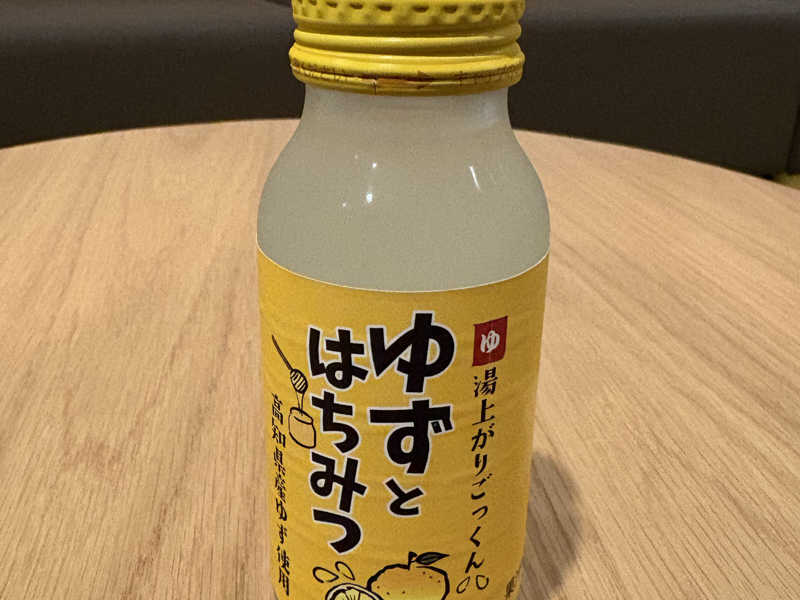 ゆ
湯上がりごっくん
ゆずと
はちみつ
高知県産ゆず使用